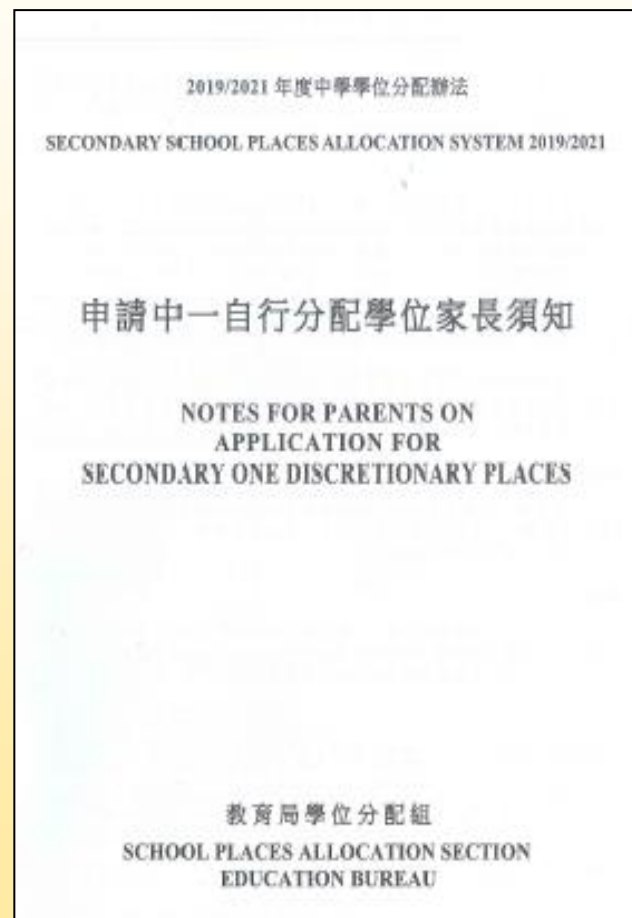 2019/2021 年度中學學位分配辦法
SECONDARY SCHOOL PLACES ALLOCATION SYSTEM 2019/2021
申請中一自行分配學位家長須知
NOTES FOR PARENTS ON
APPLICATION FOR
SECONDARY ONE DISCRETIONARY PLACES
教育局學位分配組
SCHOOL PLACES ALLOCATION SECTION
EDUCATION BUREAU